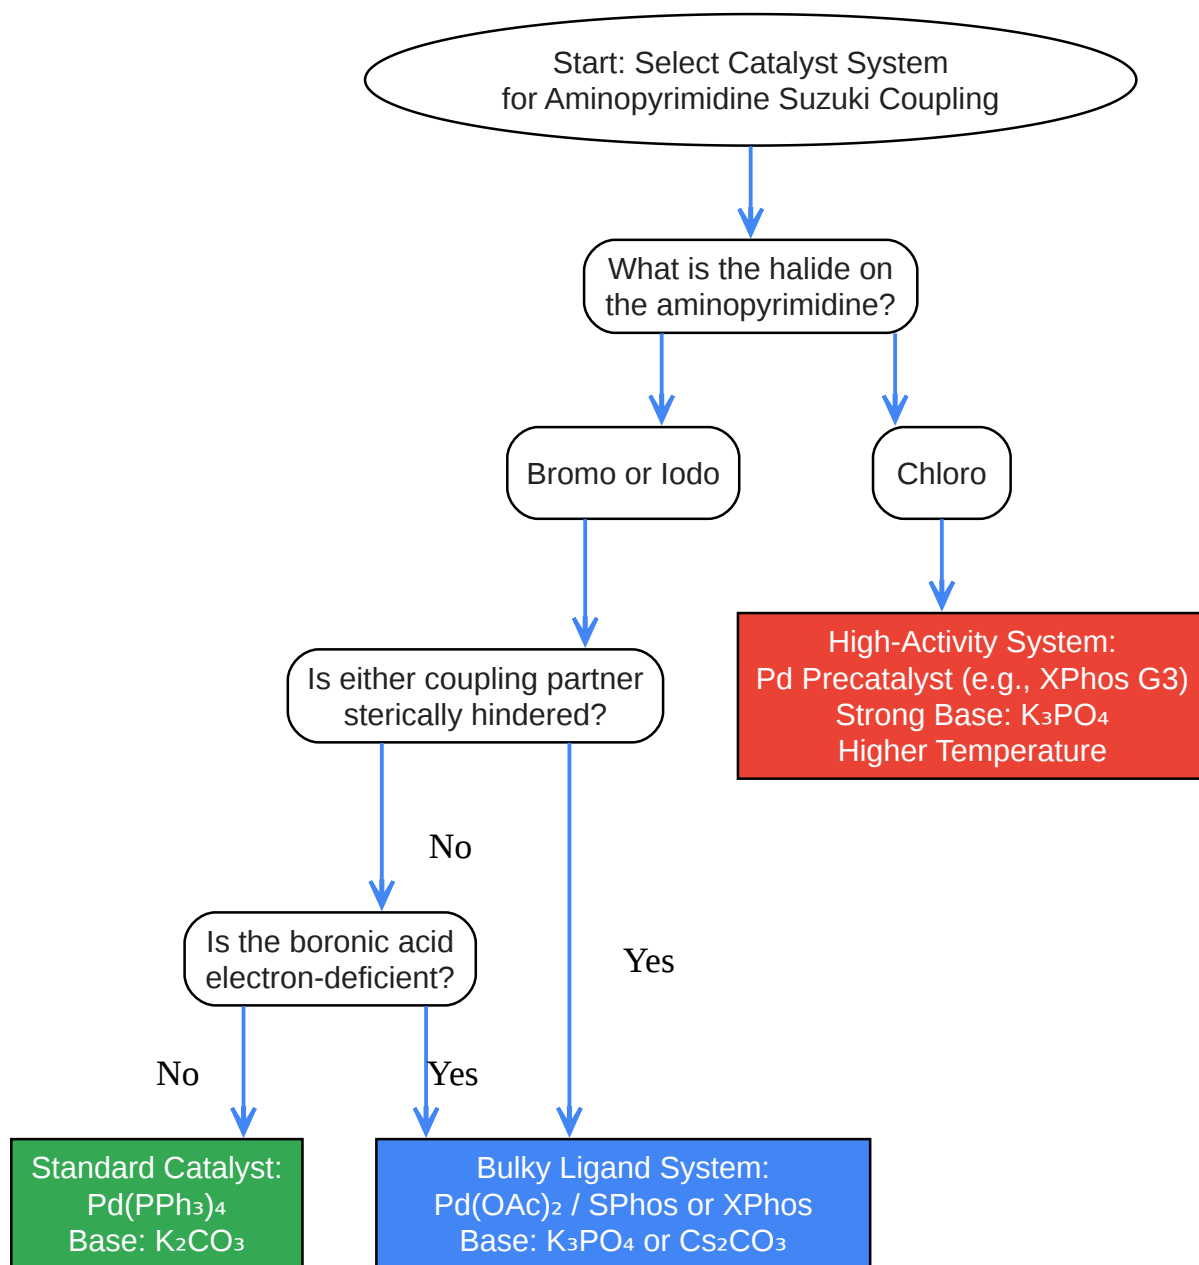 Start: Select Catalyst System
for Aminopyrimidine Suzuki Coupling
What is the halide on
the aminopyrimidine?
Bromo or Iodo
Chloro
High-Activity System:
Pd Precatalyst (e.g., XPhos G3)
Strong Base: K₃PO₄
Higher Temperature
Is either coupling partner
sterically hindered?
No
Yes
Is the boronic acid
electron-deficient?
No
Yes
Standard Catalyst:
Pd(PPh₃)₄
Base: K₂CO₃
Bulky Ligand System:
Pd(OAc)₂ / SPhos or XPhos
Base: K₃PO₄ or Cs₂CO₃